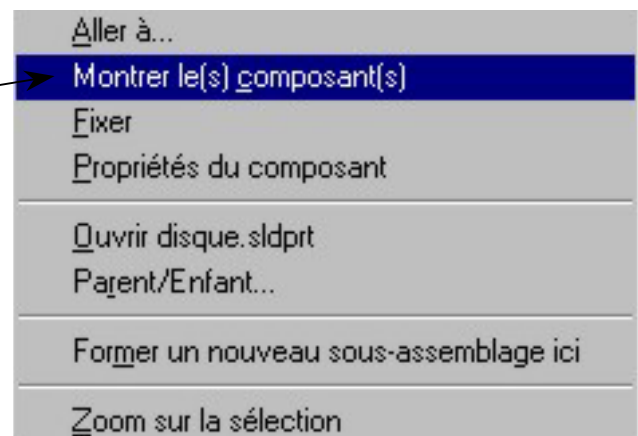 Aller à...
Montrer le(s) composant(s)
Fixer
Propriétés du composant
Ouvrir disque.sldprt
Parent/Enfant...
Former un nouveau sous-assemblage ici
Zoom sur la sélection